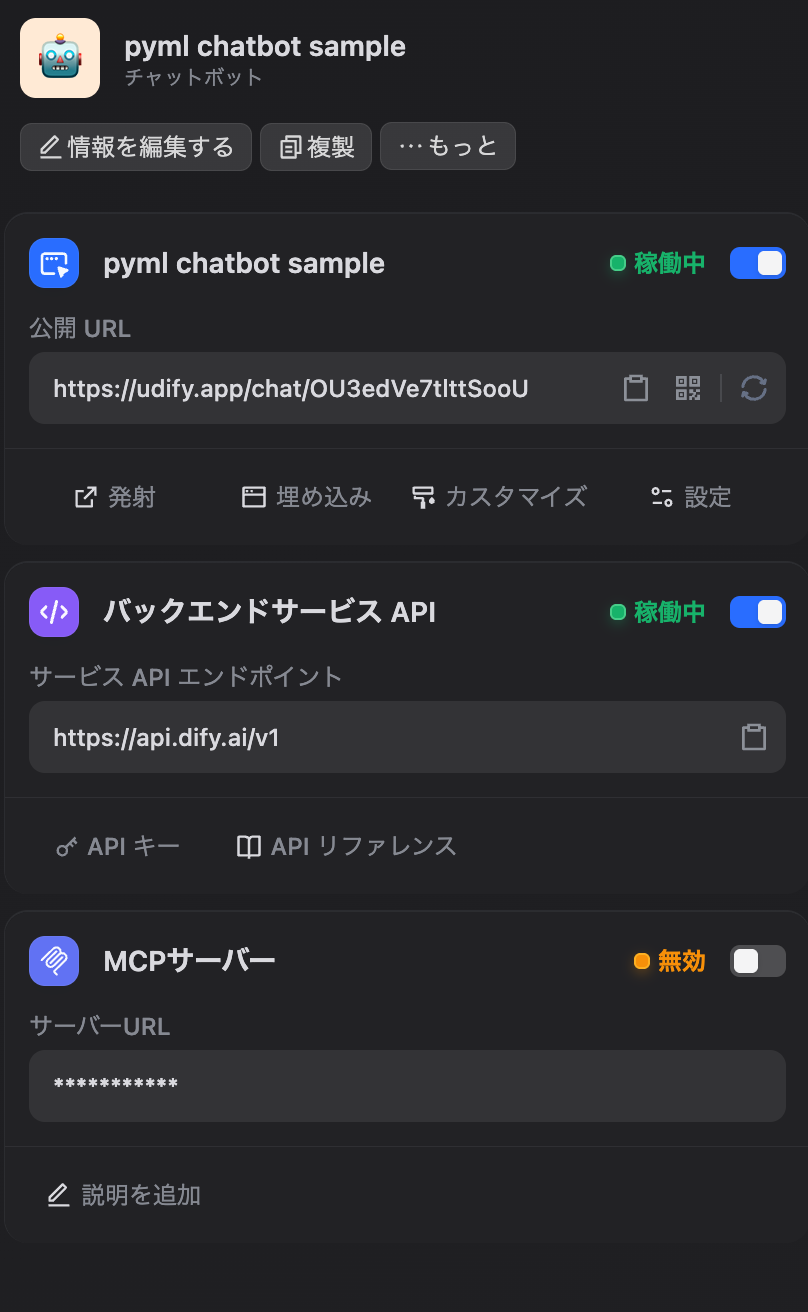 pyml chatbot sample
チャットボット
情報を編集する 複製 … もっと
pyml chatbot sample 稼働中
公開 URL
https://udify.app/chat/OU3edVe7tlttSooU
発射 埋め込み カスタマイズ 設定
バックエンドサービス API 稼働中
サービス API エンドポイント
https://api.dify.ai/v1
API キー API リファレンス
MCPサーバー 無効
サーバーURL
***********
説明を追加